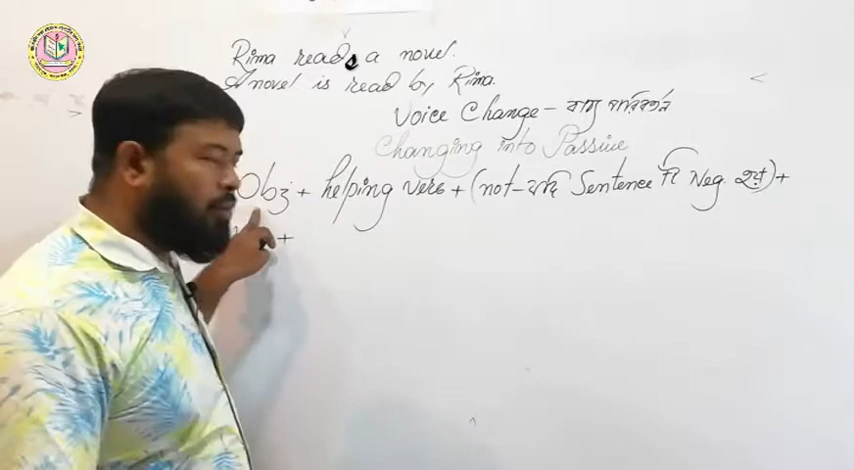 Rima reads a novel.
A novel is read by Rima.
Voice Change - বাচ্য পরিবর্তন
Changing into Passive
Obj + helping verb + (not - যদি Sentence টি Neg. হয়) +
+